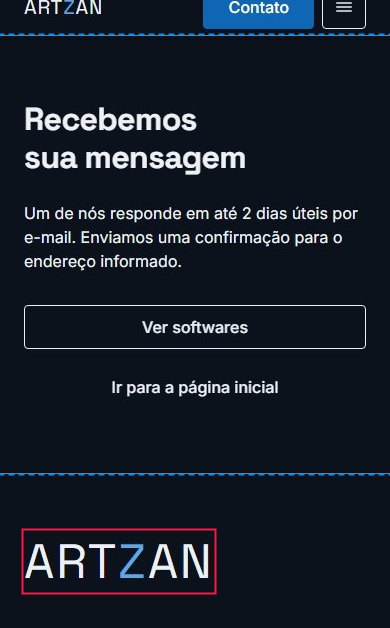 ARTZAN
Contato
Recebemos
sua mensagem
Um de nós responde em até 2 dias úteis por
e-mail. Enviamos uma confirmação para o
endereço informado.
Ver softwares
Ir para a página inicial
ARTZAN